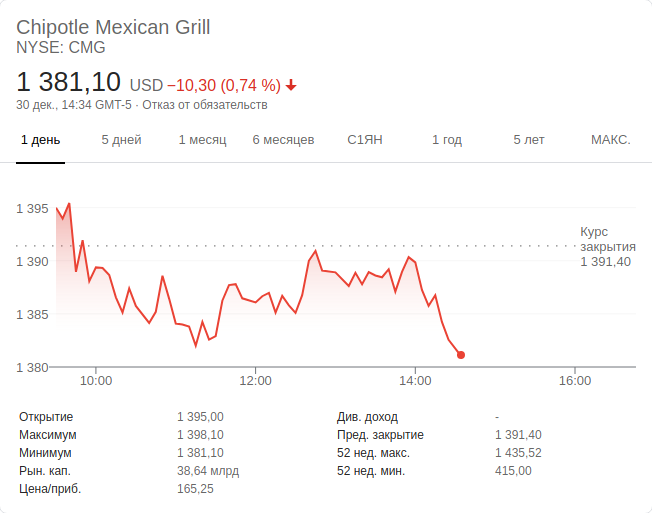 Chipotle Mexican Grill
NYSE: CMG
1 381,10 USD −10,30 (0,74 %)
30 дек., 14:34 GMT-5 · Отказ от обязательств
1 день 5 дней 1 месяц 6 месяцев С1ЯН 1 год 5 лет МАКС.
1 395
Курс
закрытия
1 390 1 391,40
1 385
1 380
10:00 12:00 14:00 16:00
Открытие 1 395,00 Див. доход -
Максимум 1 398,10 Пред. закрытие 1 391,40
Минимум 1 381,10 52 нед. макс. 1 435,52
Рын. кап. 38,64 млрд 52 нед. мин. 415,00
Цена/приб. 165,25